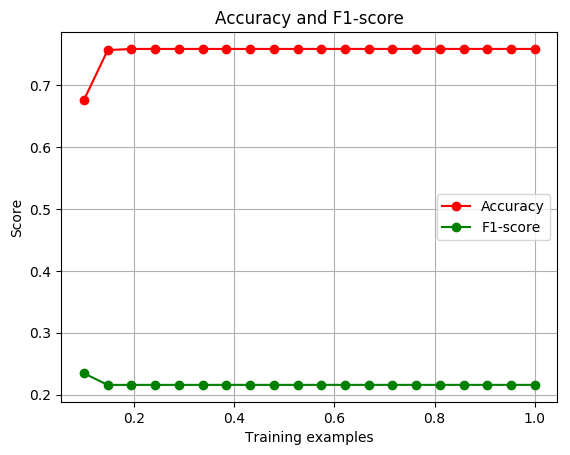 Accuracy and F1-score
Score
0.7
0.6
0.5
0.4
0.3
0.2
Accuracy
F1-score
0.2
0.4
0.6
0.8
1.0
Training examples